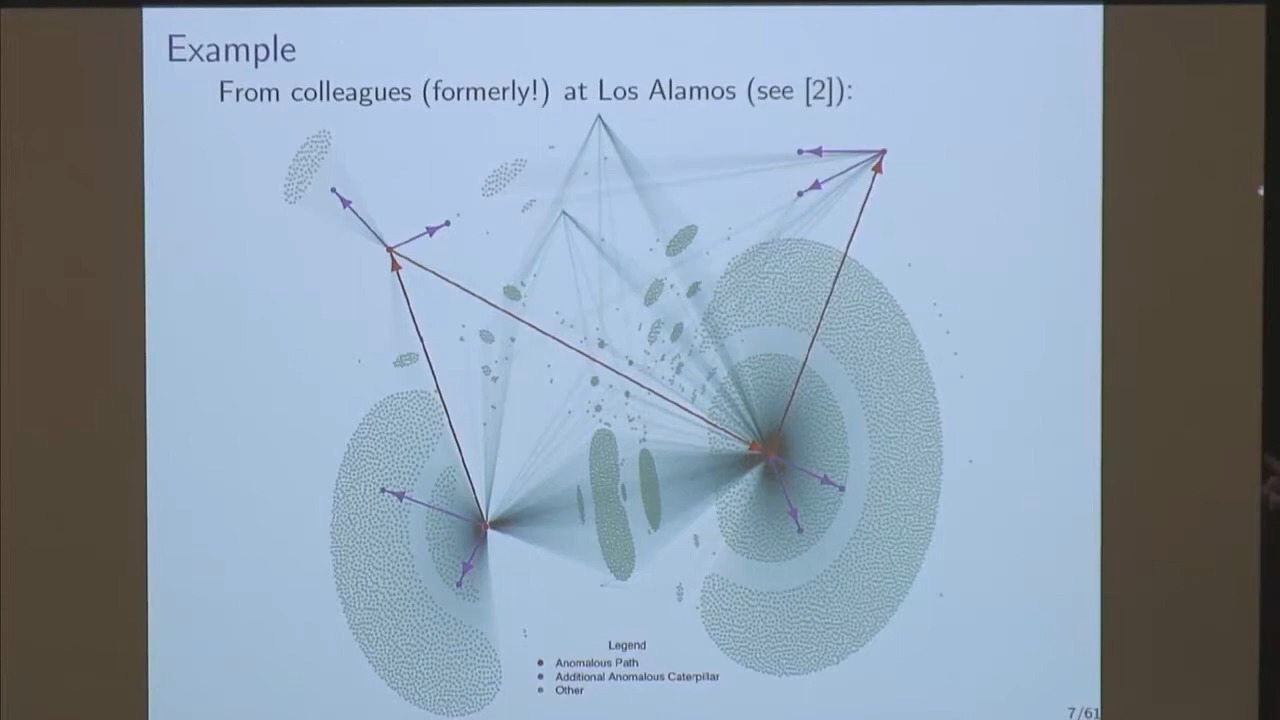 Example
From colleagues (formerly!) at Los Alamos (see [2]):
Legend
Anomalous Path
Additional Anomalous Caterpillar
Other
7/61